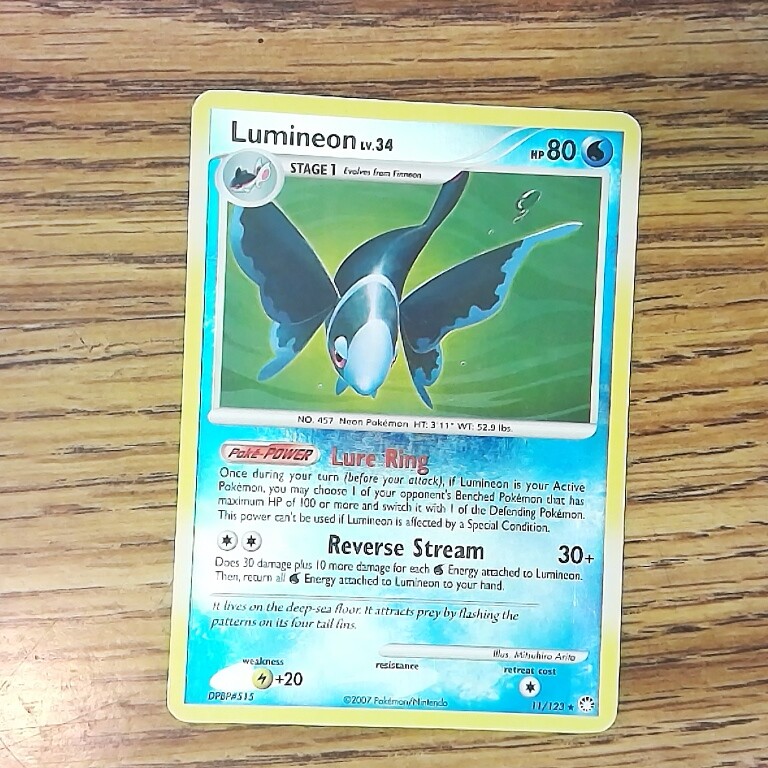 Lumineon LV.34
HP 80
STAGE 1 Evolves from Finneon
NO. 457 Neon Pokémon HT: 3'11" WT: 52.9 lbs.
Poké-POWER Lure Ring
Once during your turn (before your attack), if Lumineon is your Active
Pokémon, you may choose 1 of your opponent's Benched Pokémon that has
maximum HP of 100 or more and switch it with 1 of the Defending Pokémon.
This power can't be used if Lumineon is affected by a Special Condition.
Reverse Stream 30+
Does 30 damage plus 10 more damage for each Energy attached to Lumineon.
Then, return all Energy attached to Lumineon to your hand.
It lives on the deep-sea floor. It attracts prey by flashing the
patterns on its four tail fins.
Illus. Mitsuhiro Arita
weakness resistance retreat cost
+20
DPBP#515 ©2007 Pokémon/Nintendo 11/123